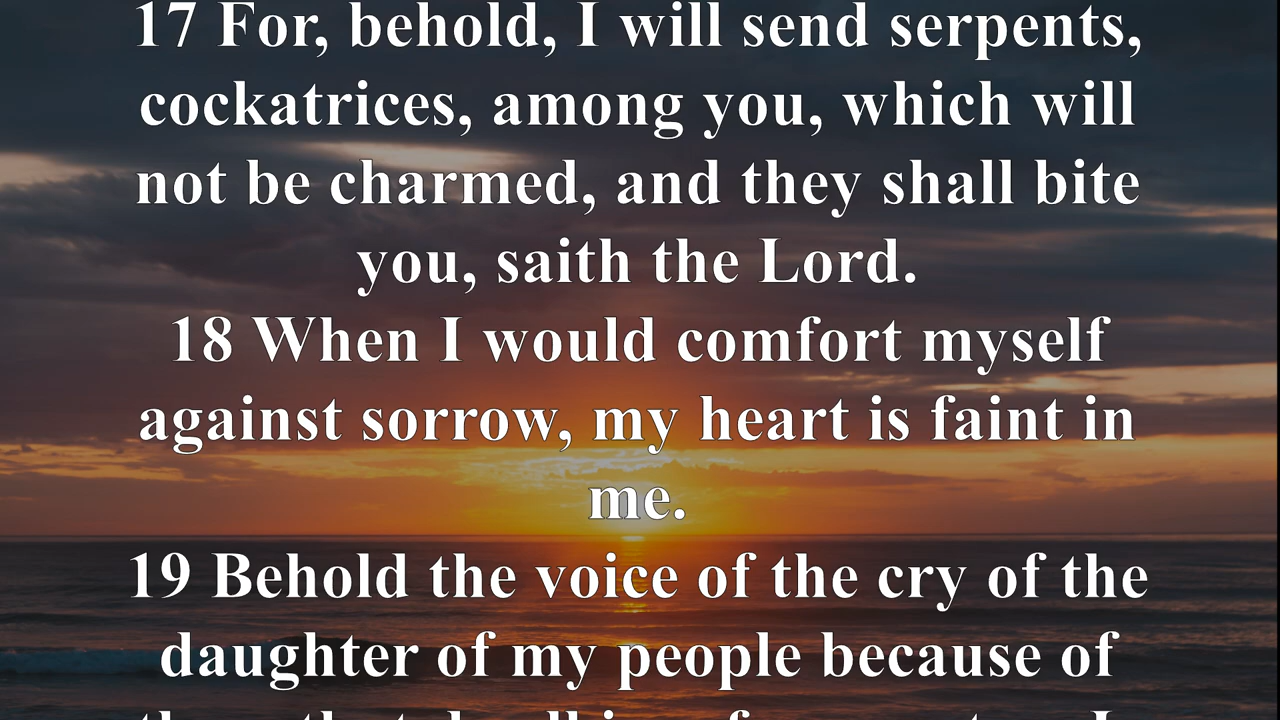 17 For, behold, I will send serpents,
cockatrices, among you, which will
not be charmed, and they shall bite
you, saith the Lord.
18 When I would comfort myself
against sorrow, my heart is faint in
me.
19 Behold the voice of the cry of the
daughter of my people because of